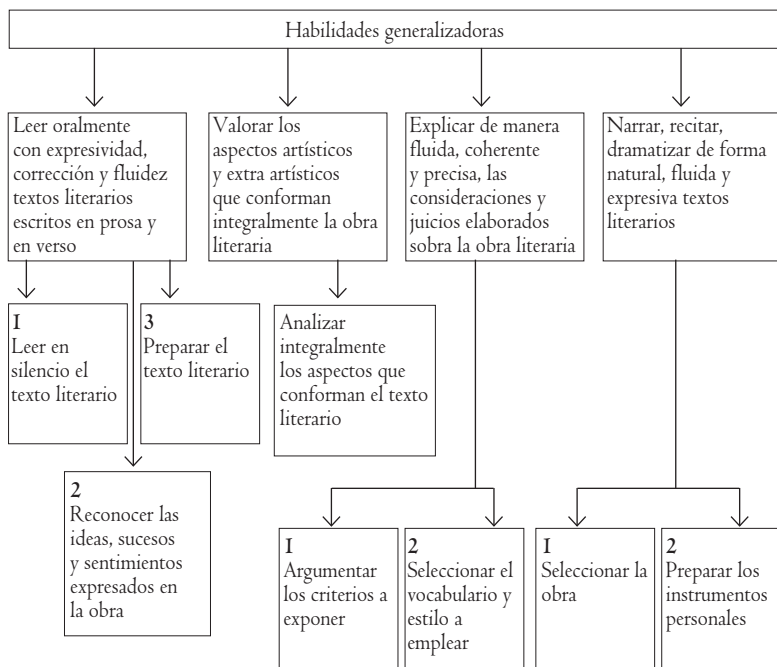 Habilidades generalizadoras
Leer oralmente
con expresividad,
corrección y fluidez
textos literarios
escritos en prosa y
en verso
Valorar los
aspectos artísticos
y extra artísticos
que conforman
integralmente la obra
literaria
Explicar de manera
fluida, coherente
y precisa, las
consideraciones y
juicios elaborados
sobra la obra literaria
Narrar, recitar,
dramatizar de forma
natural, fluida y
expresiva textos
literarios
1
Leer en
silencio el
texto literario
3
Preparar el
texto literario
Analizar
integralmente
los aspectos que
conforman el texto
literario
2
Reconocer las
ideas, sucesos
y sentimientos
expresados en
la obra
1
Argumentar
los criterios a
exponer
2
Seleccionar el
vocabulario y
estilo a
emplear
1
Seleccionar la
obra
2
Preparar los
instrumentos
personales